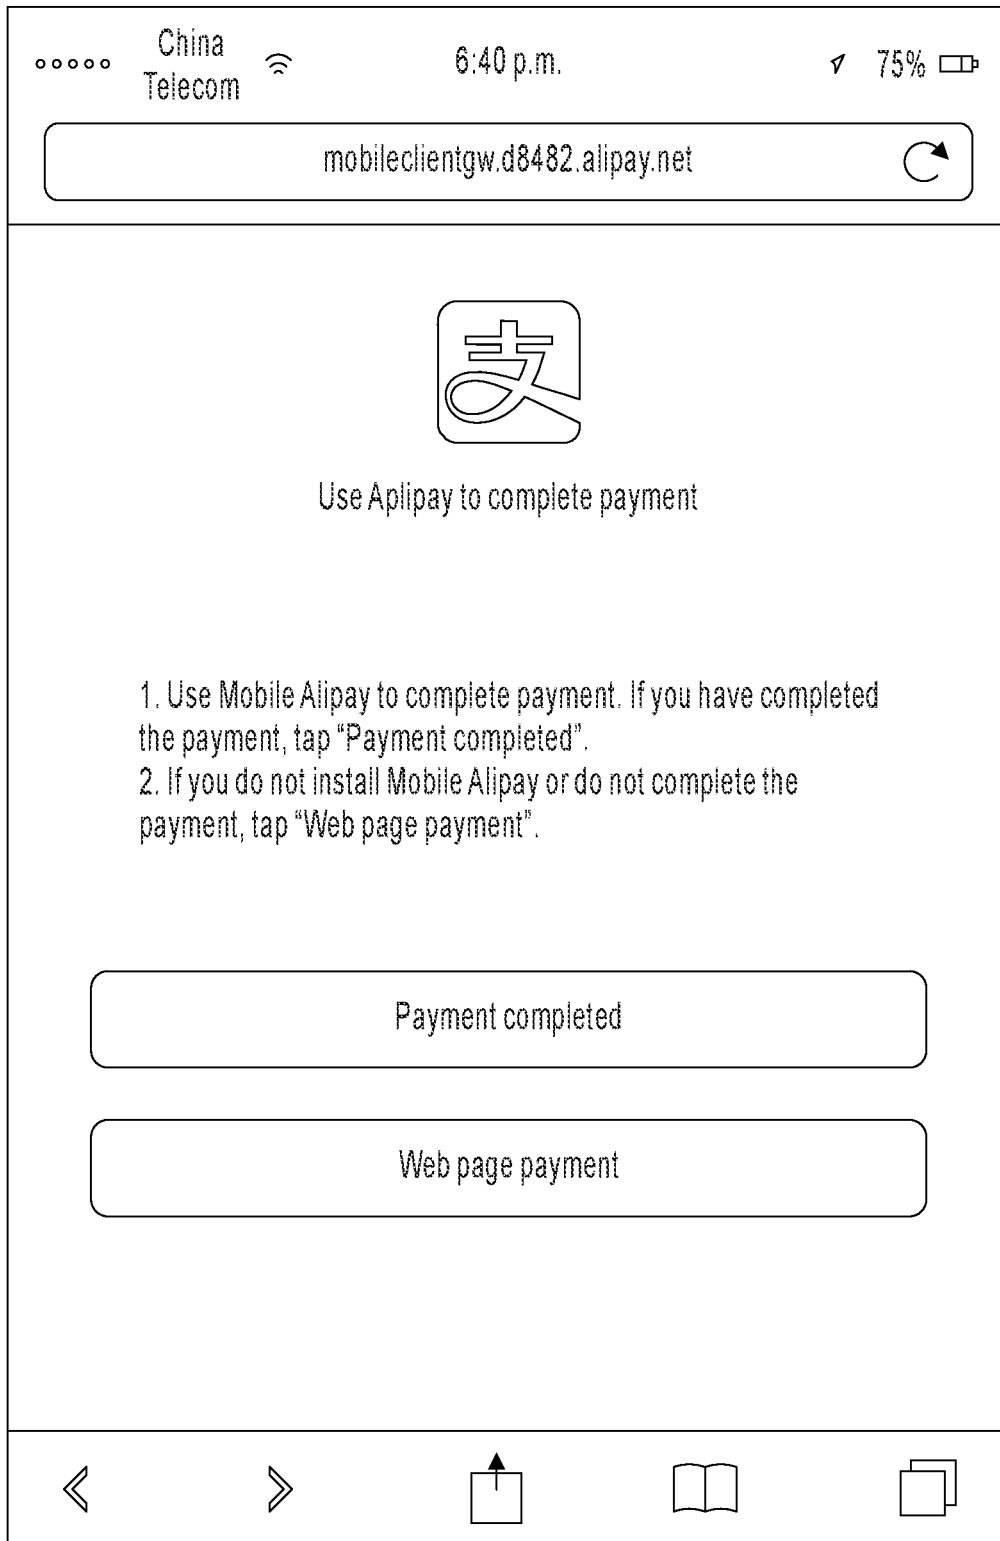 China
Telecom
6:40 p.m.
75%
mobileclientgw.d8482.alipay.net
支
Use Aplipay to complete payment
1. Use Mobile Alipay to complete payment. If you have completed
the payment, tap “Payment completed”.
2. If you do not install Mobile Alipay or do not complete the
payment, tap “Web page payment”.
Payment completed
Web page payment